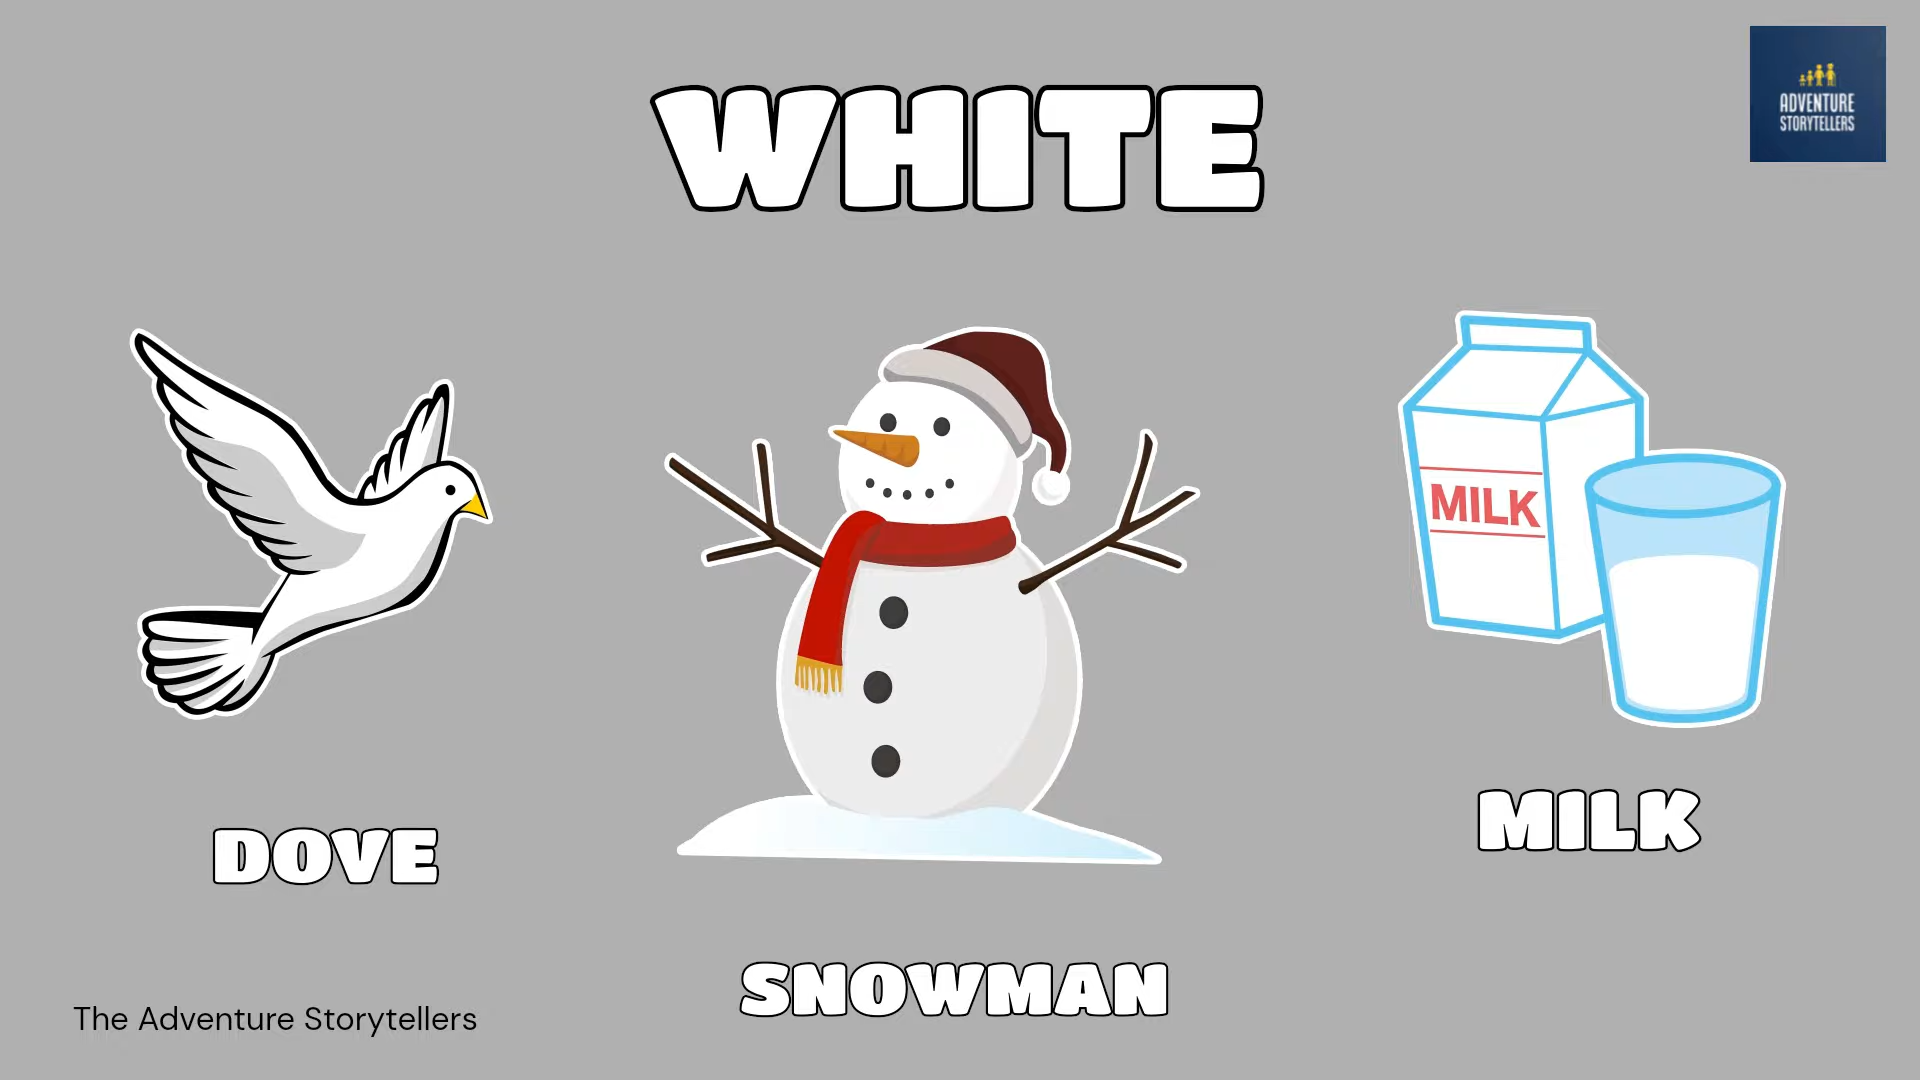 WHITE
ADVENTURE
STORYTELLERS
MILK
DOVE
MILK
SNOWMAN
The Adventure Storytellers